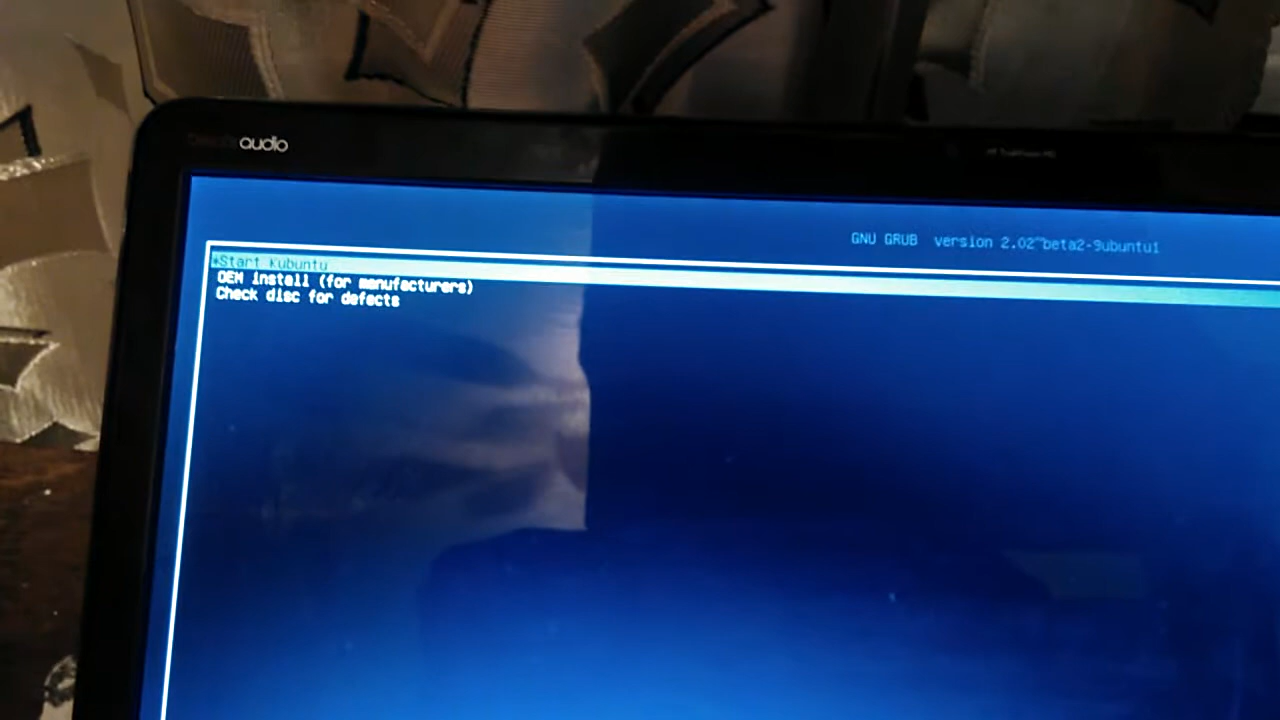 audio
GNU GRUB version 2.02~beta2-9ubuntu1
*Start Kubuntu
OEM install (for manufacturers)
Check disc for defects